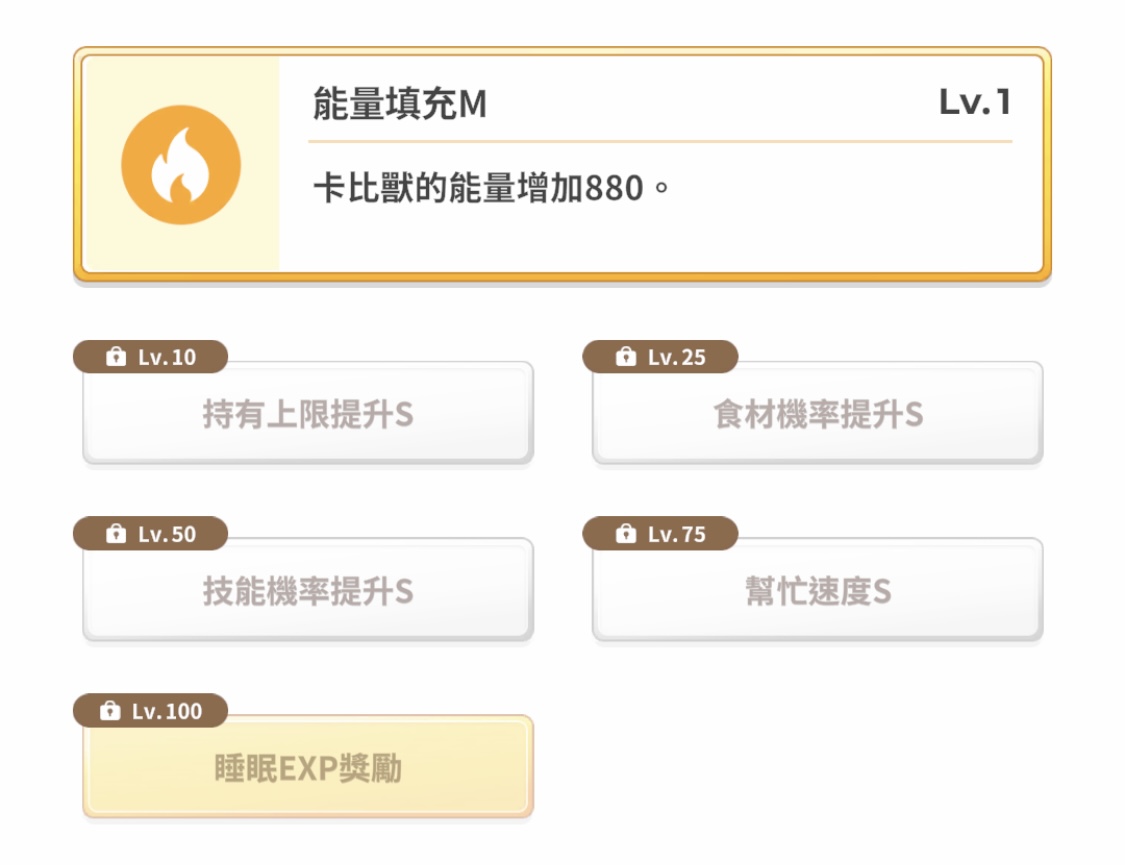 能量填充M
Lv.1
卡比獸的能量增加880。
Lv.10
持有上限提升S
Lv.25
食材機率提升S
Lv.50
技能機率提升S
Lv.75
幫忙速度S
Lv.100
睡眠EXP獎勵